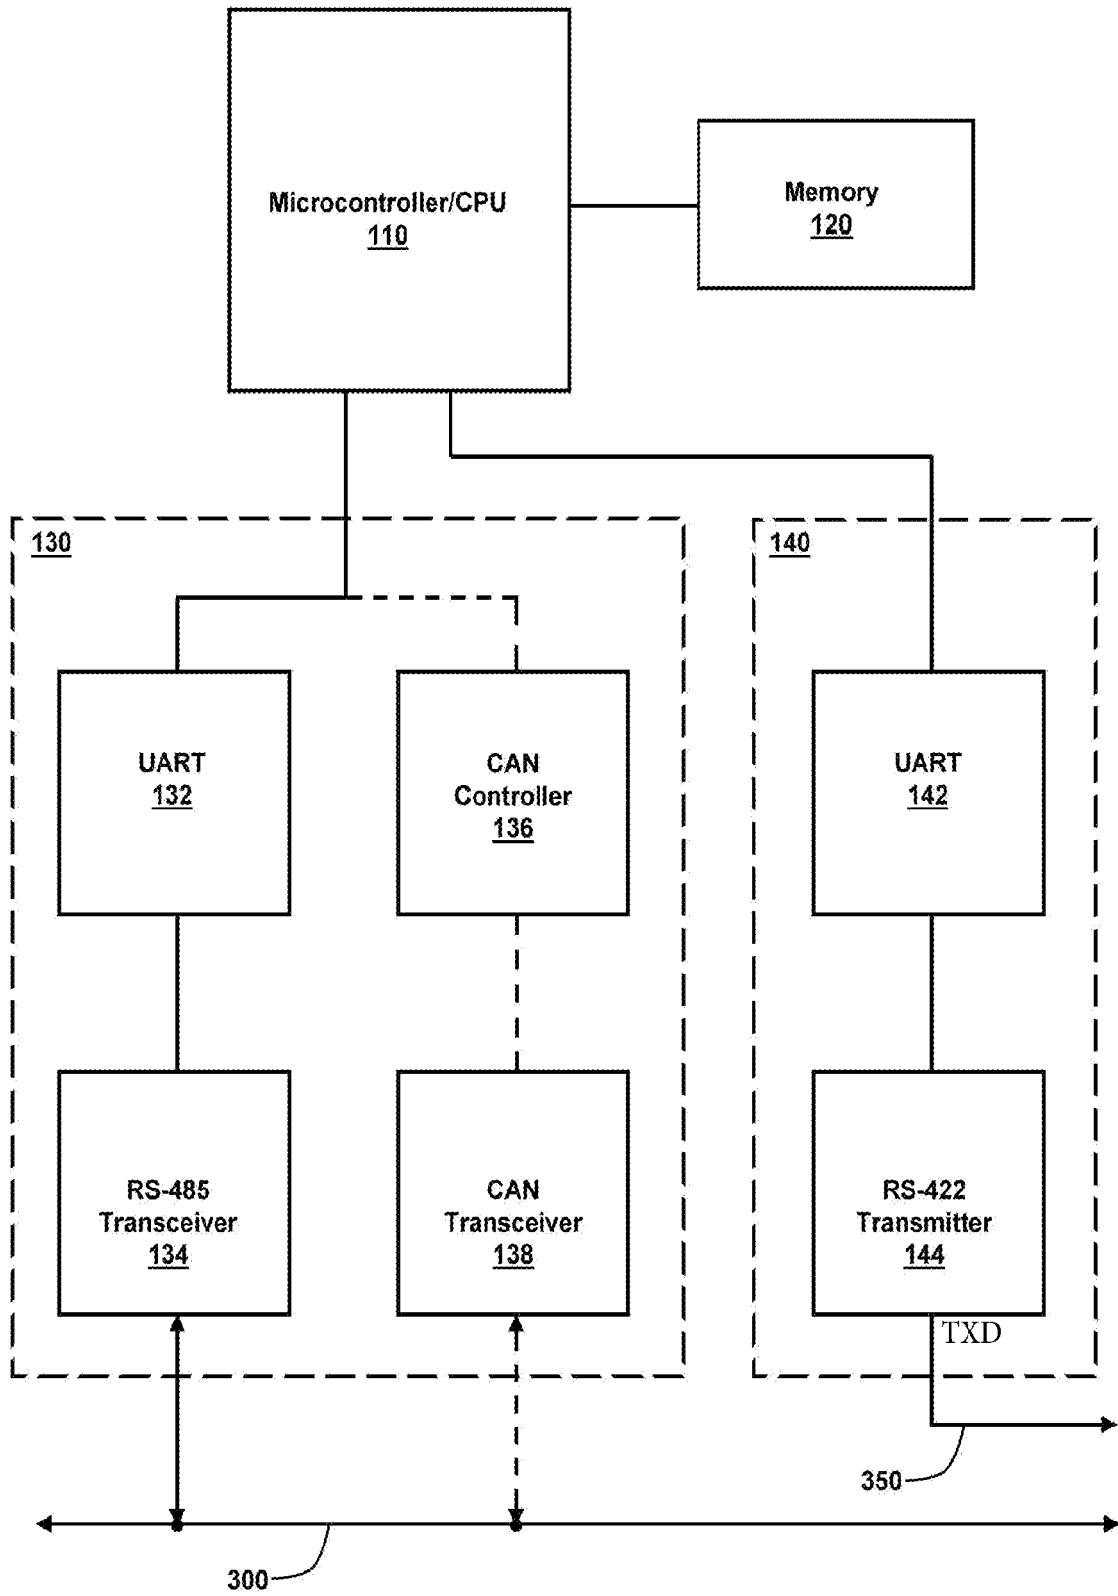 Microcontroller/CPU
110
Memory
120
130
140
UART
132
CAN
Controller
136
UART
142
RS-485
Transceiver
134
CAN
Transceiver
138
RS-422
Transmitter
144
TXD
350
300